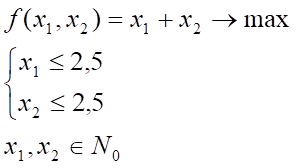 f(x₁, x₂) = x₁ + x₂ → max
{ x₁ ≤ 2,5
x₂ ≤ 2,5
x₁, x₂ ∈ N₀